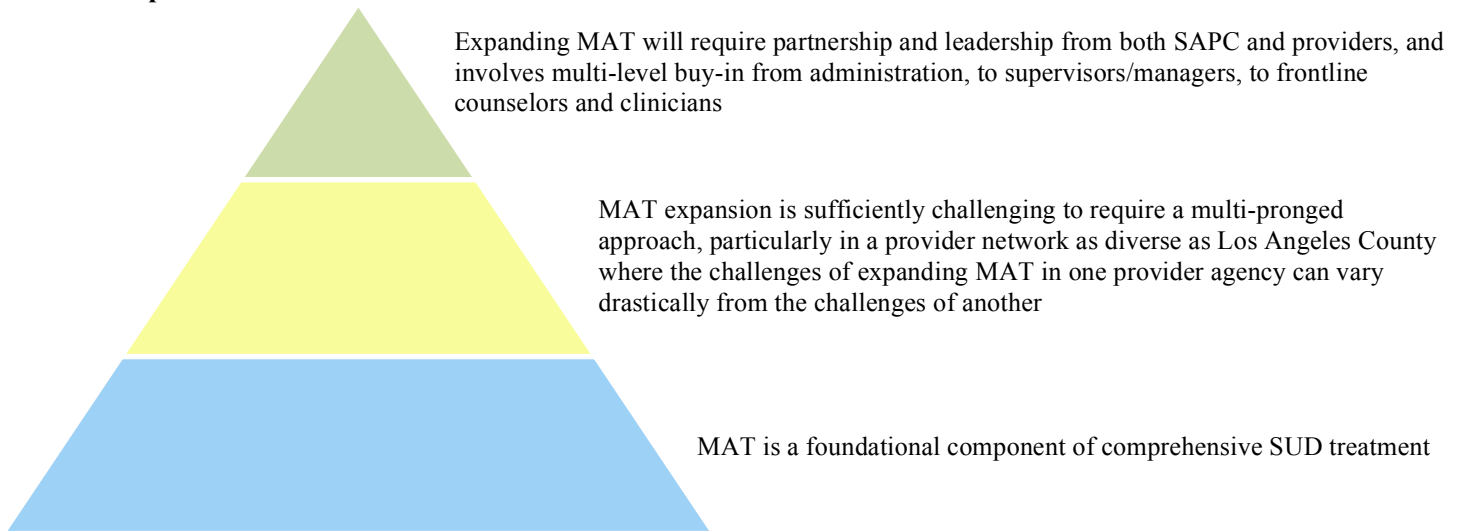 Expanding MAT will require partnership and leadership from both SAPC and providers, and
involves multi-level buy-in from administration, to supervisors/managers, to frontline
counselors and clinicians
MAT expansion is sufficiently challenging to require a multi-pronged
approach, particularly in a provider network as diverse as Los Angeles County
where the challenges of expanding MAT in one provider agency can vary
drastically from the challenges of another
MAT is a foundational component of comprehensive SUD treatment